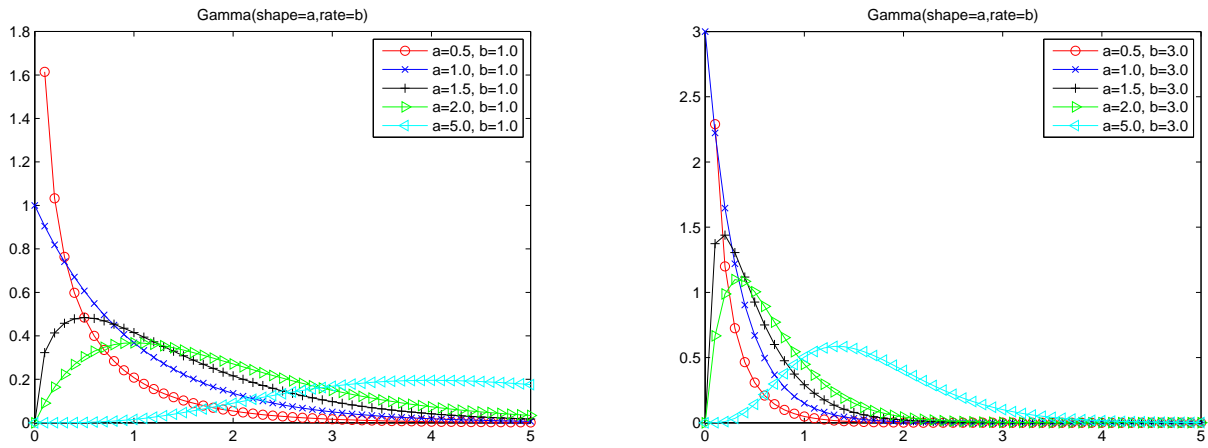 Gamma(shape=a,rate=b)
1.8
1.6
1.4
1.2
1
0.8
0.6
0.4
0.2
0
0
1
2
3
4
5
a=0.5, b=1.0
a=1.0, b=1.0
a=1.5, b=1.0
a=2.0, b=1.0
a=5.0, b=1.0
Gamma(shape=a,rate=b)
3
2.5
2
1.5
1
0.5
0
0
1
2
3
4
5
a=0.5, b=3.0
a=1.0, b=3.0
a=1.5, b=3.0
a=2.0, b=3.0
a=5.0, b=3.0